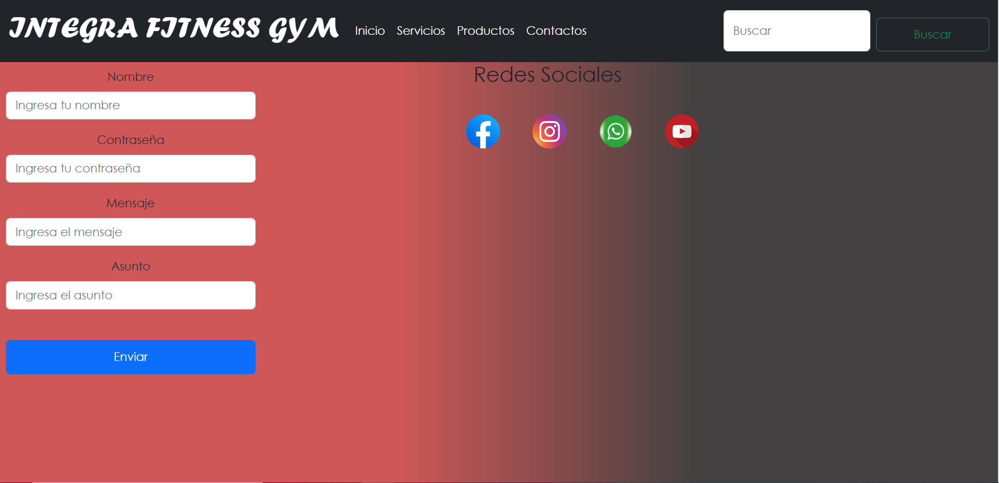 INTEGRA FITNESS GYM Inicio Servicios Productos Contactos Buscar Buscar
Nombre
Ingresa tu nombre
Contraseña
Ingresa tu contraseña
Mensaje
Ingresa el mensaje
Asunto
Ingresa el asunto
Enviar
Redes Sociales